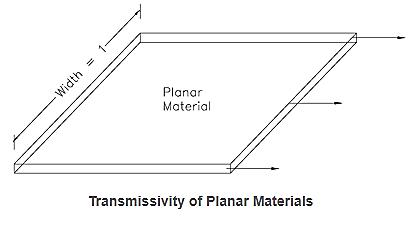 Width = 1
Planar
Material
Transmissivity of Planar Materials